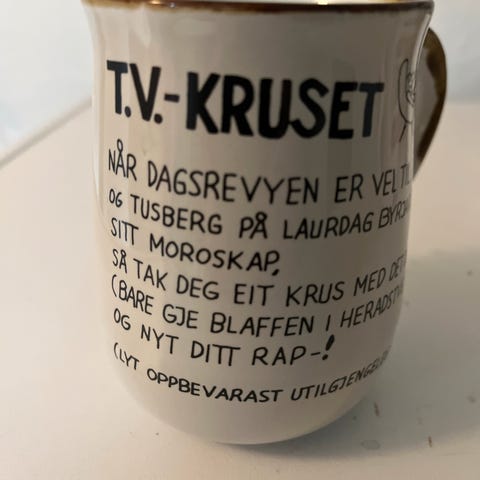 T.V.-KRUSET
NÅR DAGSREVYEN ER VEL
OG TUSBERG PÅ LAURDAG
SITT MOROSKAP,
SÅ TAK DEG EIT KRUS MED DET
(BARE GJE BLAFFEN I
OG NYT DITT RAP-!
(LYT OPPBEVARAST